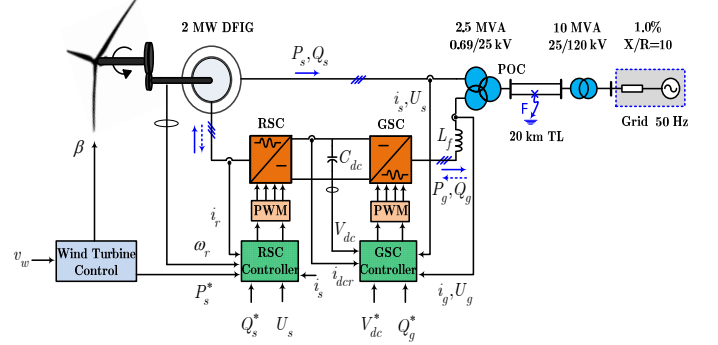 2 MW DFIG
2,5 MVA
0.69/25 kV
10 MVA
25/120 kV
1.0%
X/R=10
P_s, Q_s
POC
F
20 km TL
Grid 50 Hz
i_s, U_s
RSC
GSC
C_dc
L_f
P_g, Q_g
β
PWM
PWM
i_r
V_dc
ω_r
v_w
Wind Turbine
Control
RSC
Controller
GSC
Controller
P_s^*
i_s
i_dcr
i_g, U_g
Q_s^*
U_s
V_dc^*
Q_g^*